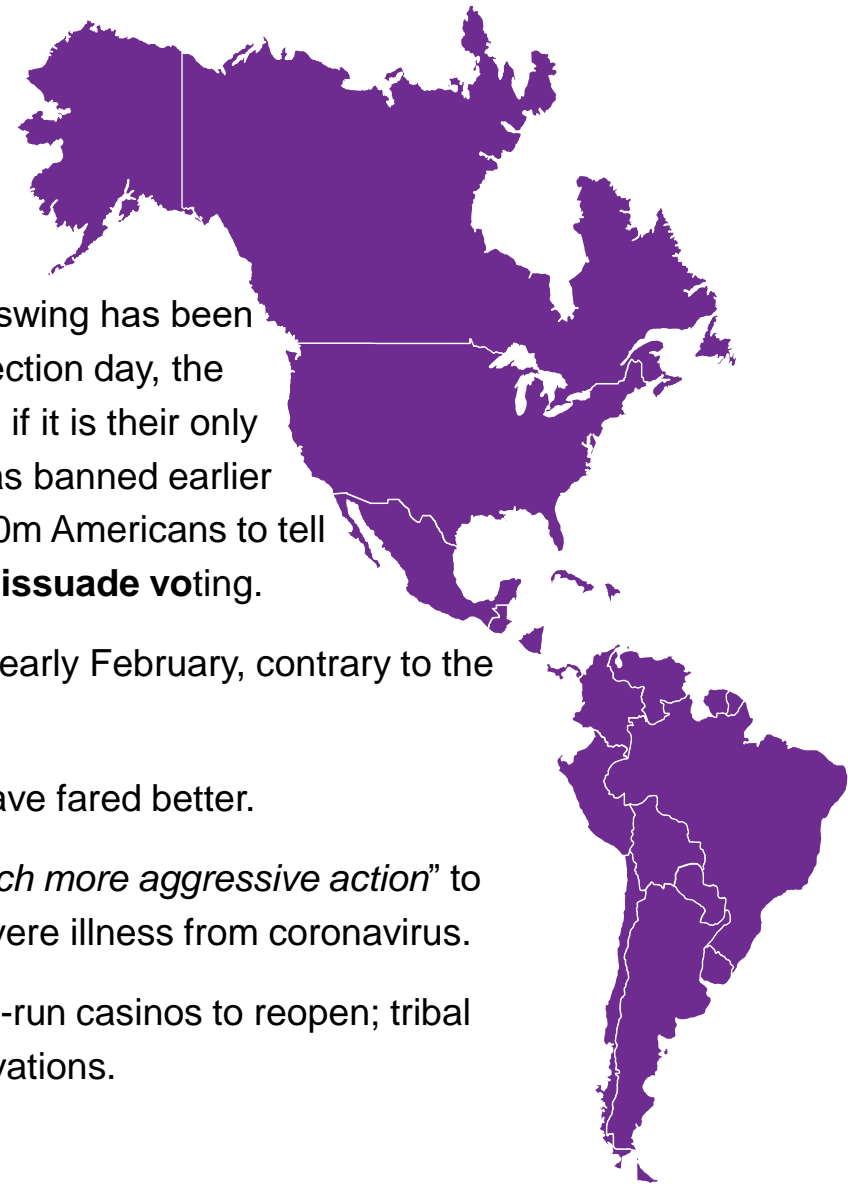 swing has been
ection day, the
if it is their only
as banned earlier
0m Americans to tell
issuade voting.
early February, contrary to the
ave fared better.
ch more aggressive action” to
vere illness from coronavirus.
-run casinos to reopen; tribal
vations.